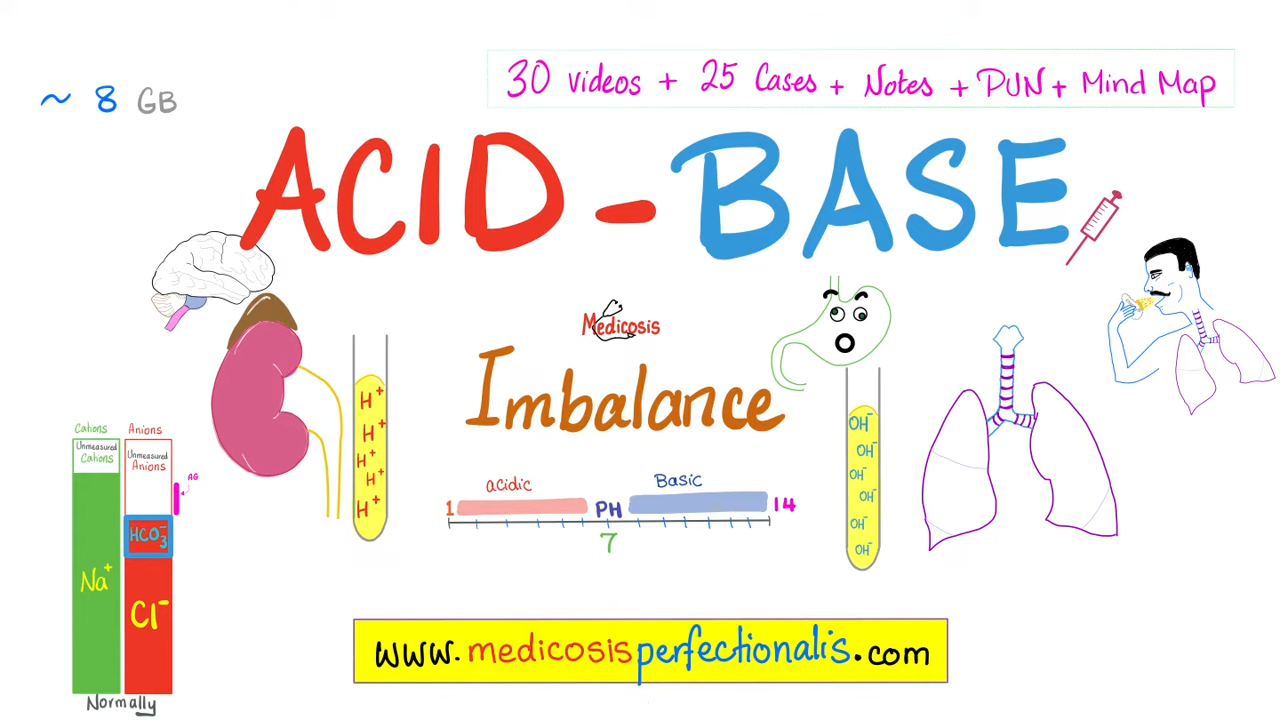 30 videos + 25 Cases + Notes + PUN + Mind Map
~ 8 GB
ACID - BASE
Medicosis
Imbalance
H+
H+
H+
H+
H+
OH-
OH-
OH-
OH-
OH-
OH-
Cations Anions
Unmeasured Cations
Unmeasured Anions
AG
HCO3-
Na+
Cl-
Normally
acidic Basic
1 PH 14
7
www.medicosisperfectionalis.com